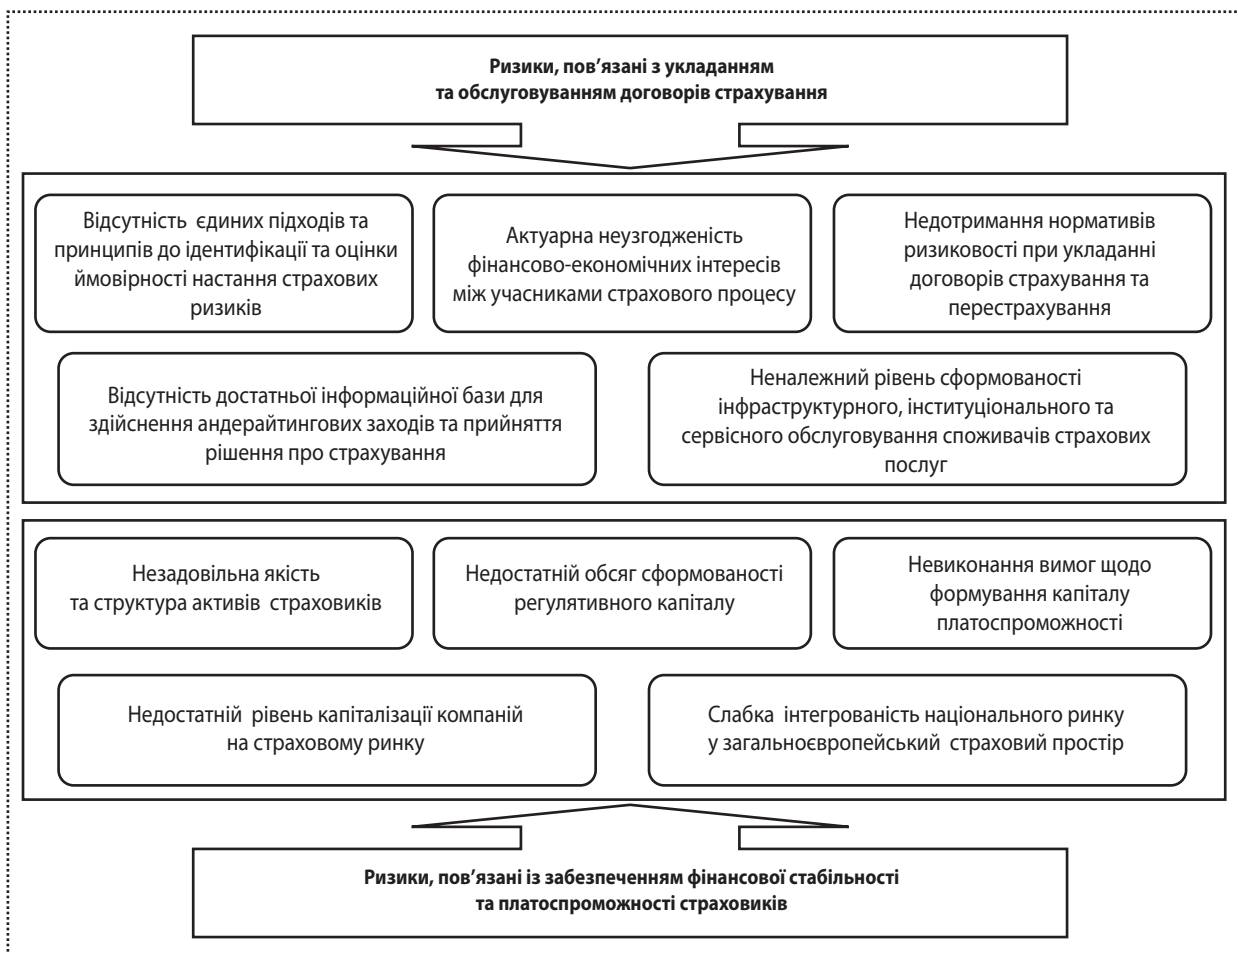 Ризики, пов’язані з укладанням
та обслуговуванням договорів страхування
Відсутність єдиних підходів та
принципів до ідентифікації та оцінки
ймовірності настання страхових
ризиків
Актуарна неузгодженість
фінансово-економічних інтересів
між учасниками страхового процесу
Недотримання нормативів
ризиковості при укладанні
договорів страхування та
перестрахування
Відсутність достатньої інформаційної бази для
здійснення андерайтингових заходів та прийняття
рішення про страхування
Неналежний рівень сформованості
інфраструктурного, інституціонального та
сервісного обслуговування споживачів страхових
послуг
Незадовільна якість
та структура активів страховиків
Недостатній обсяг сформованості
регулятивного капіталу
Невиконання вимог щодо
формування капіталу
платоспроможності
Недостатній рівень капіталізації компаній
на страховому ринку
Слабка інтегрованість національного ринку
у загальноєвропейський страховий простір
Ризики, пов’язані із забезпеченням фінансової стабільності
та платоспроможності страховиків